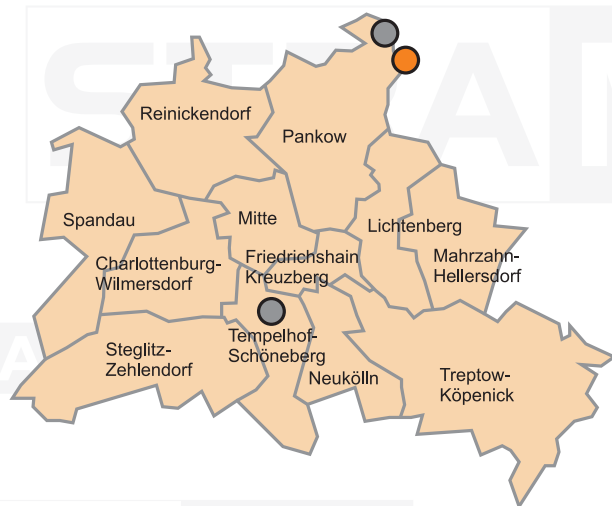 Reinickendorf
Pankow
Spandau
Mitte
Lichtenberg
Charlottenburg-
Wilmersdorf
Friedrichshain
Kreuzberg
Mahrzahn-
Hellersdorf
Steglitz-
Zehlendorf
Tempelhof-
Schöneberg
Neukölln
Treptow-
Köpenick